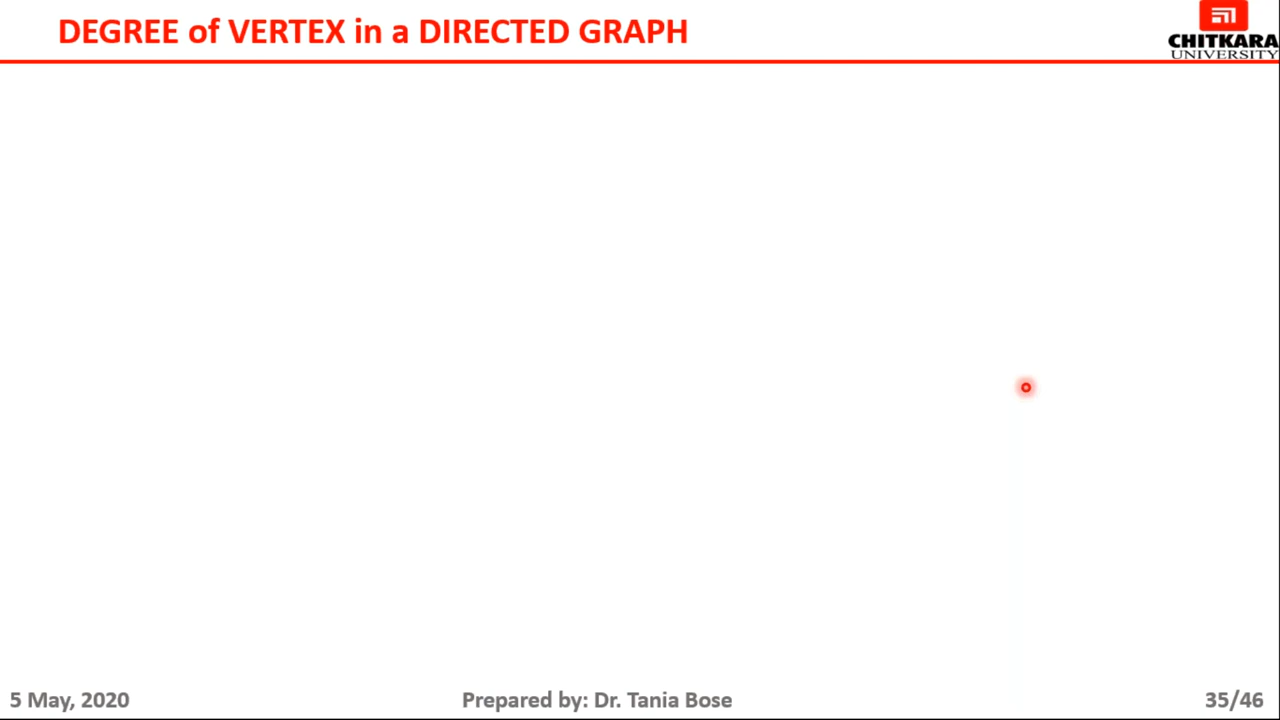 DEGREE of VERTEX in a DIRECTED GRAPH
CHITKARA
UNIVERSITY
5 May, 2020
Prepared by: Dr. Tania Bose
35/46